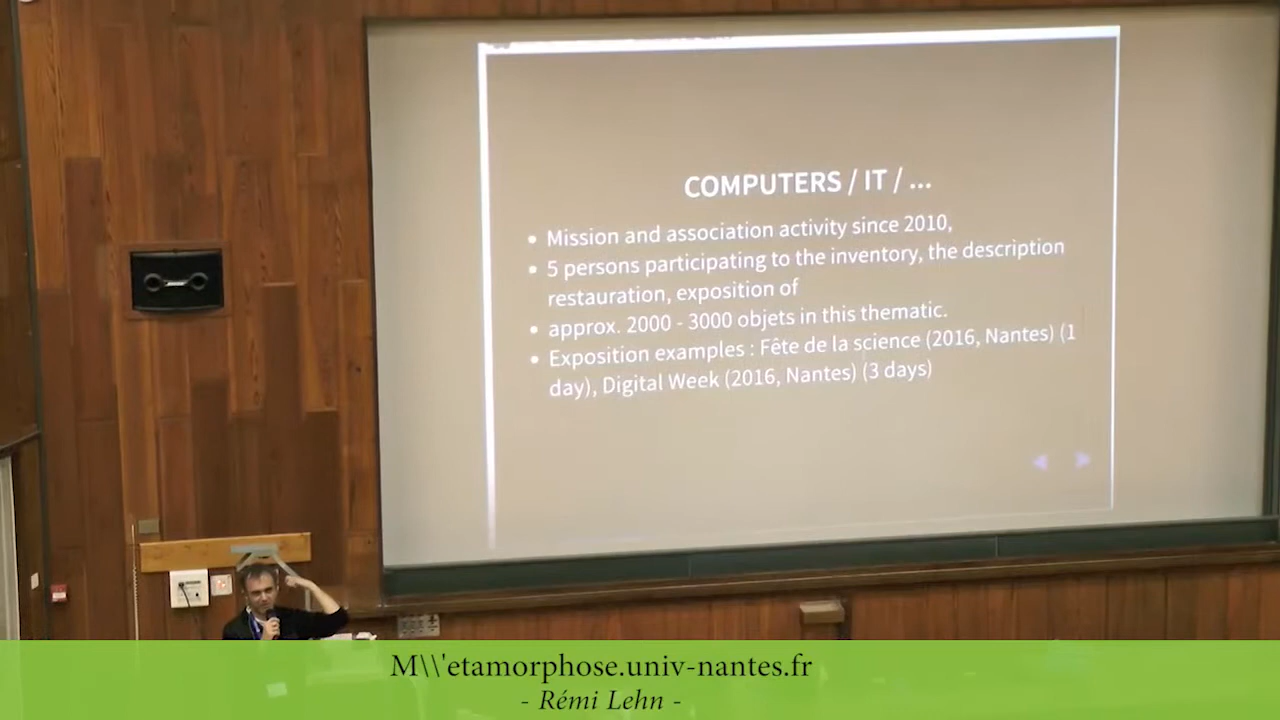 COMPUTERS / IT / ...
• Mission and association activity since 2010,
• 5 persons participating to the inventory, the description
restauration, exposition of
• approx. 2000 - 3000 objets in this thematic.
• Exposition examples : Fête de la science (2016, Nantes) (1
day), Digital Week (2016, Nantes) (3 days)
M\\'etamorphose.univ-nantes.fr
- Rémi Lehn -